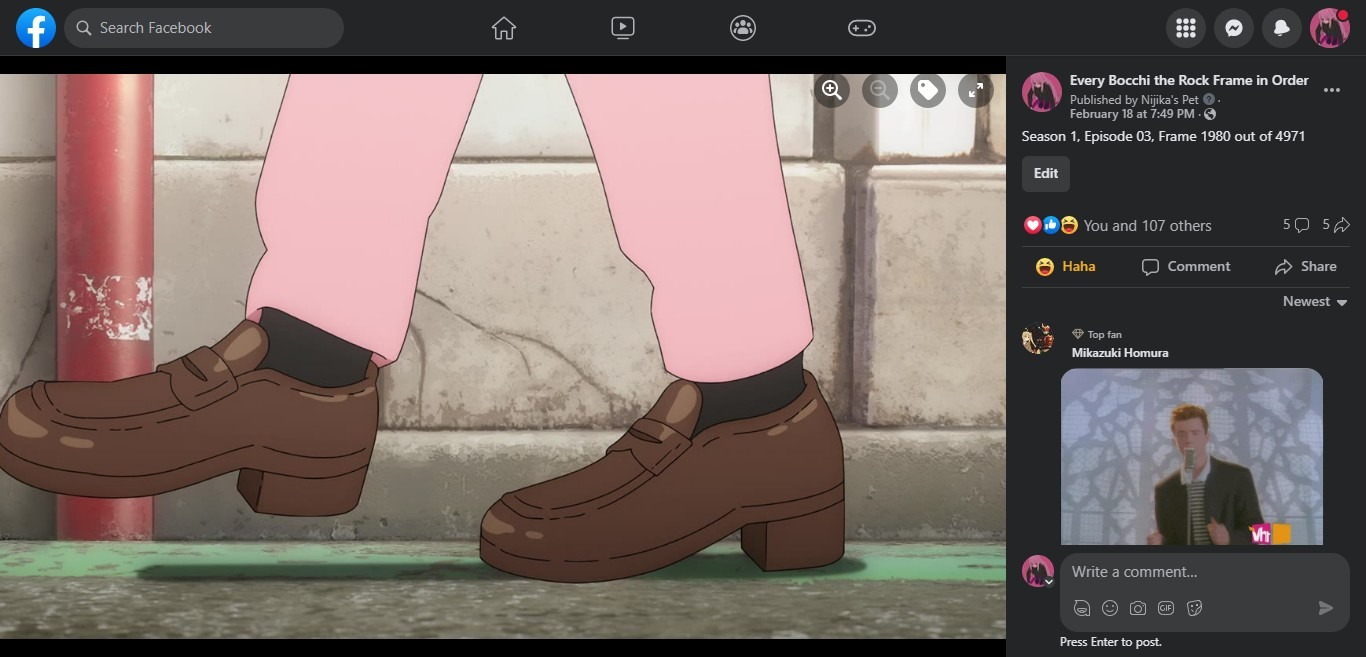 Search Facebook
Every Bocchi the Rock Frame in Order
Published by Nijika's Pet ·
February 18 at 7:49 PM ·
Season 1, Episode 03, Frame 1980 out of 4971
Edit
You and 107 others
5
5
Haha
Comment
Share
Newest
Top fan
Mikazuki Homura
Vh1
Write a comment...
GIF
Press Enter to post.